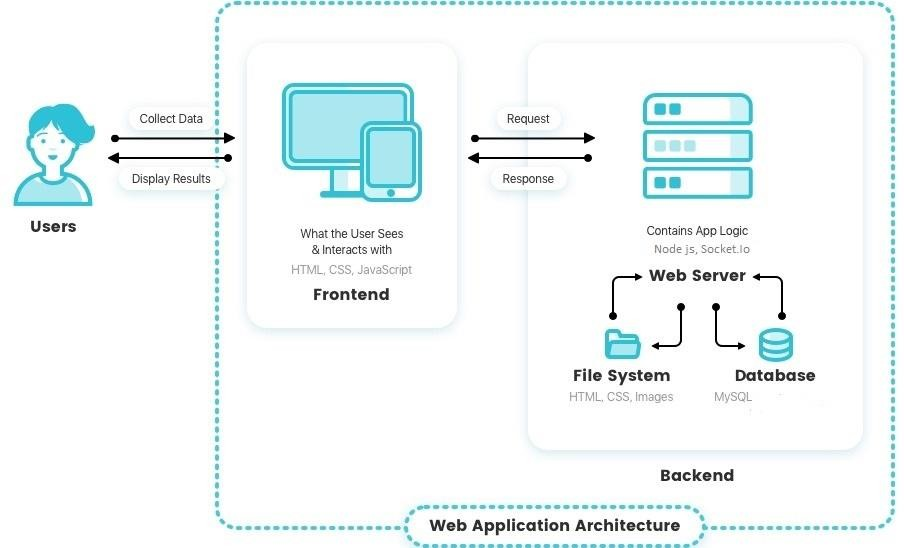 Collect Data
Display Results
Users
What the User Sees
& Interacts with
HTML, CSS, JavaScript
Frontend
Request
Response
Contains App Logic
Node js, Socket.Io
Web Server
File System
HTML, CSS, Images
Database
MySQL
Backend
Web Application Architecture